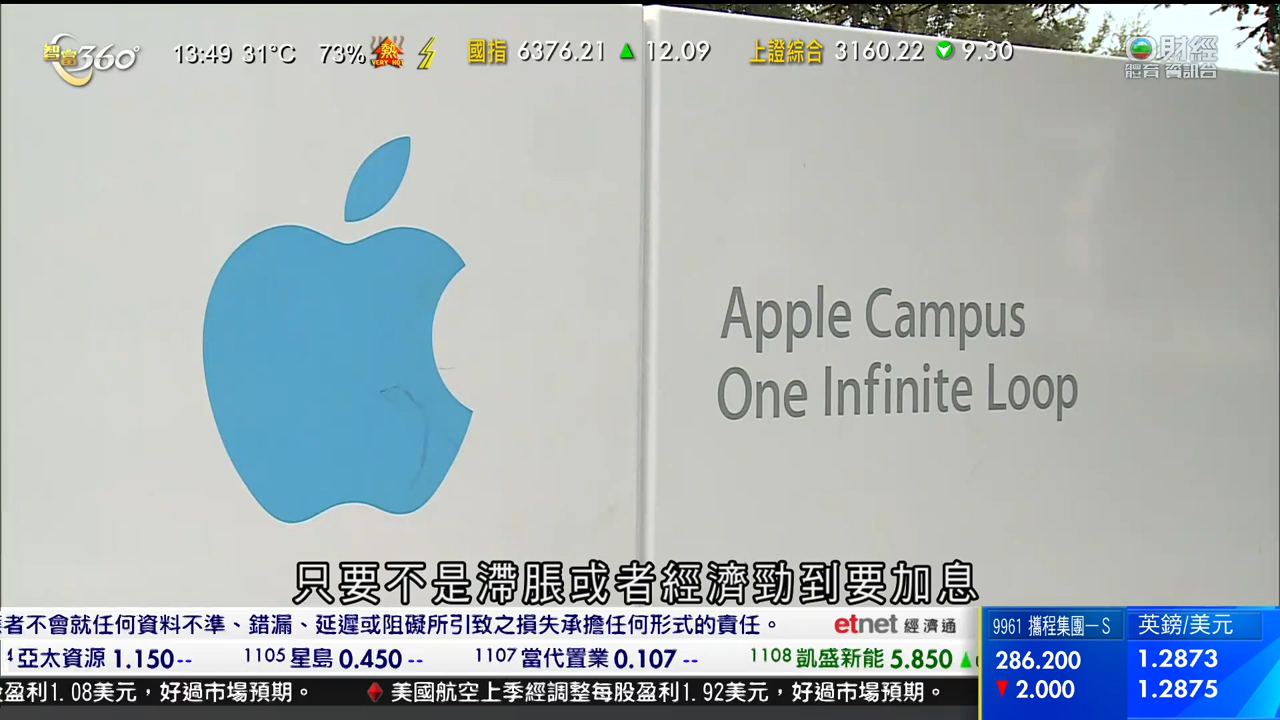 智富360°
13:49 31°C 73% 熱 VERY HOT 國指 6376.21 ▲ 12.09 上證綜合 3160.22 ▼ 9.30
財經
體育 資訊台
Apple Campus
One Infinite Loop
只要不是滯脹或者經濟勁到要加息
者不會就任何資料不準、錯漏、延遲或阻礙所引致之損失承擔任何形式的責任。 etnet 經濟通
亞太資源 1.150-- 1105 星島 0.450 -- 1107 當代置業 0.107 -- 1108 凱盛新能 5.850 ▲
盈利1.08美元，好過市場預期。 ♦ 美國航空上季經調整每股盈利1.92美元，好過市場預期。
9961 攜程集團－S
286.200
▼ 2.000
英鎊/美元
1.2873
1.2875